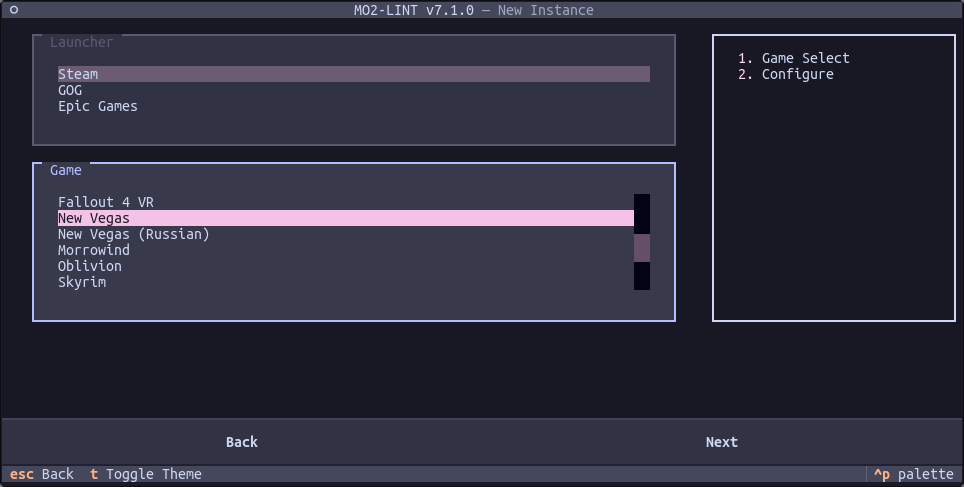 MO2-LINT v7.1.0 — New Instance
Launcher
Steam
GOG
Epic Games
Game
Fallout 4 VR
New Vegas
New Vegas (Russian)
Morrowind
Oblivion
Skyrim
1. Game Select
2. Configure
Back
Next
esc Back t Toggle Theme ^p palette